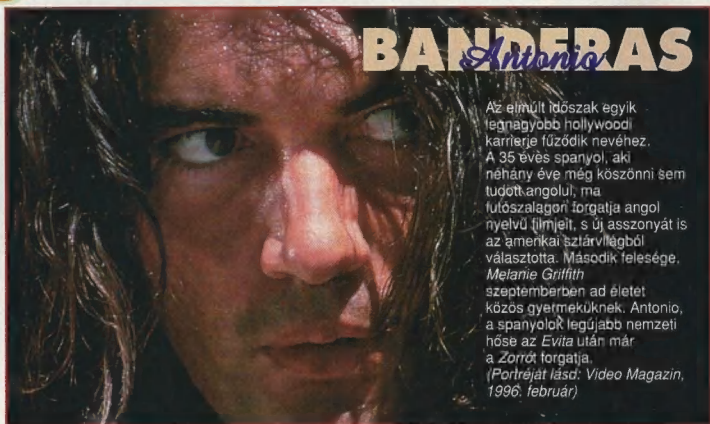 BANDERAS
Antonio
Az elmúlt időszak egyik
legnagyobb hollywoodi
karrierje fűződik nevéhez.
A 35 éves spanyol, aki
néhány éve még köszönni sem
tudott angolul, ma
futószalagon forgatja angol
nyelvű filmjeit, s új asszonyát is
az amerikai sztárvilágból
választotta. Második felesége,
Melanie Griffith
szeptemberben ad életet
közös gyermeküknek. Antonio,
a spanyolok legújabb nemzeti
hőse az Evita után már
a Zorrót forgatja.
(Portréját lásd: Video Magazin,
1996. február)